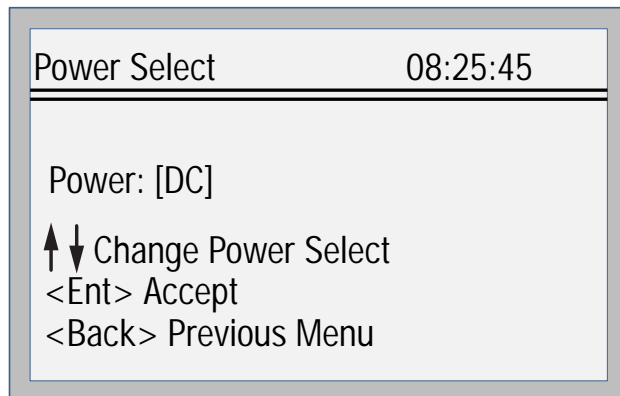 Power Select 08:25:45
Power: [DC]
Change Power Select
<Ent> Accept
<Back> Previous Menu